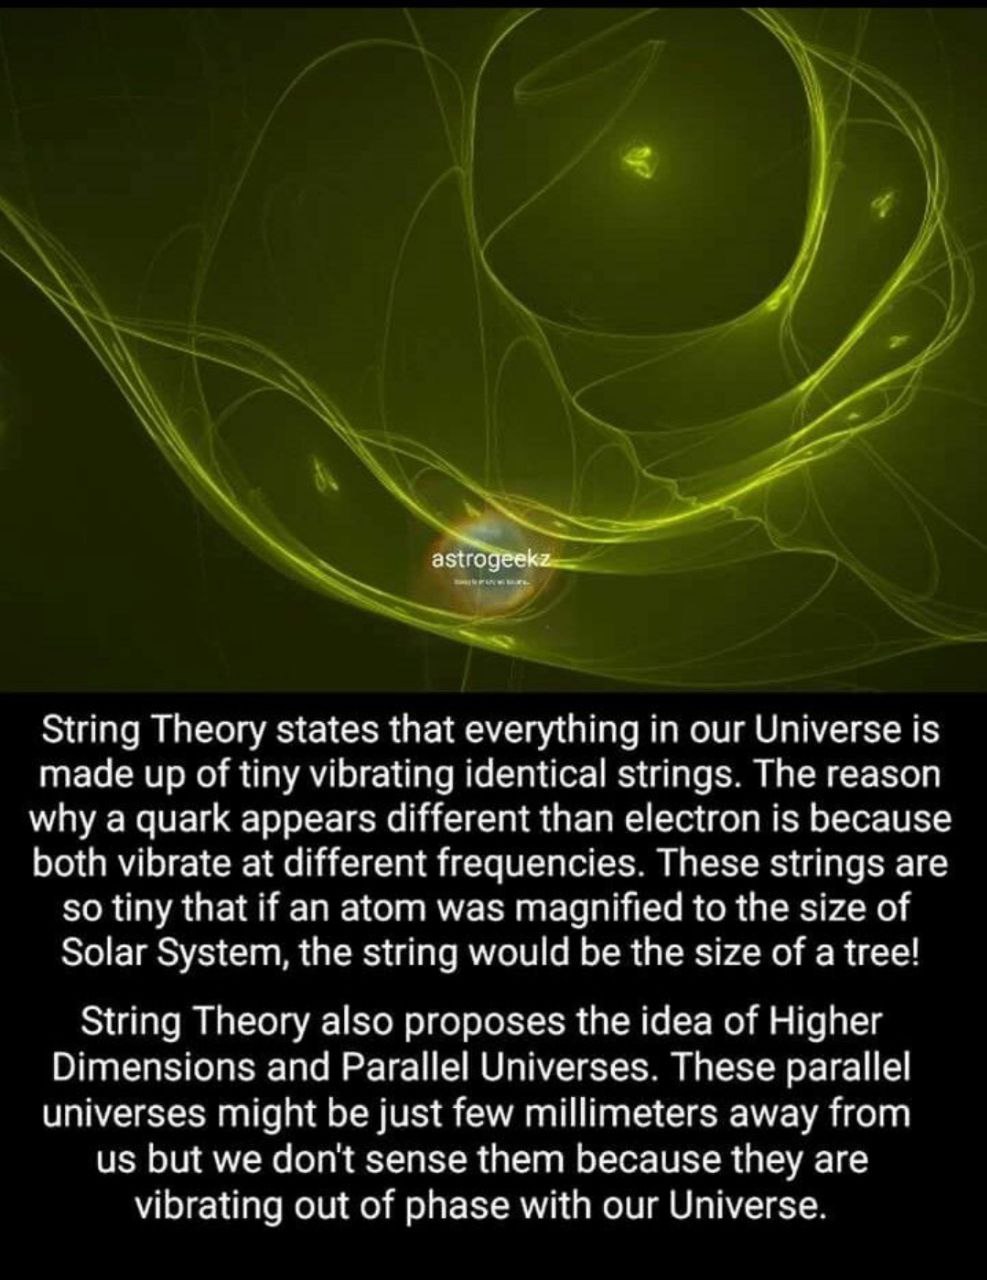 astrogeekz
String Theory states that everything in our Universe is
made up of tiny vibrating identical strings. The reason
why a quark appears different than electron is because
both vibrate at different frequencies. These strings are
so tiny that if an atom was magnified to the size of
Solar System, the string would be the size of a tree!
String Theory also proposes the idea of Higher
Dimensions and Parallel Universes. These parallel
universes might be just few millimeters away from
us but we don't sense them because they are
vibrating out of phase with our Universe.